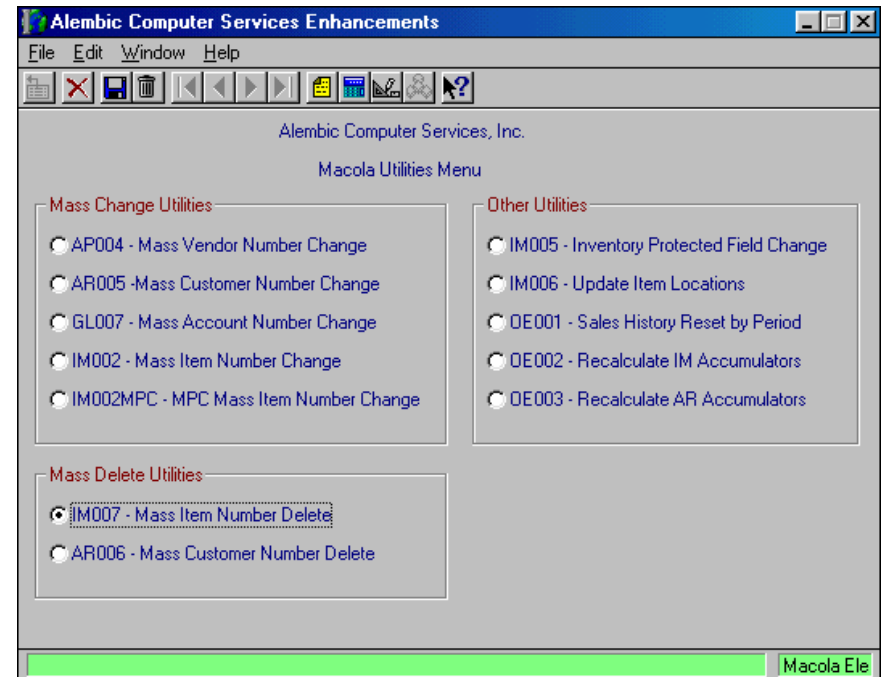 Alembic Computer Services Enhancements
File Edit Window Help
Alembic Computer Services, Inc.
Macola Utilities Menu
Mass Change Utilities
AP004 - Mass Vendor Number Change
AR005 -Mass Customer Number Change
GL007 - Mass Account Number Change
IM002 - Mass Item Number Change
IM002MPC - MPC Mass Item Number Change
Other Utilities
IM005 - Inventory Protected Field Change
IM006 - Update Item Locations
OE001 - Sales History Reset by Period
OE002 - Recalculate IM Accumulators
OE003 - Recalculate AR Accumulators
Mass Delete Utilities
IM007 - Mass Item Number Delete
AR006 - Mass Customer Number Delete
Macola Ele